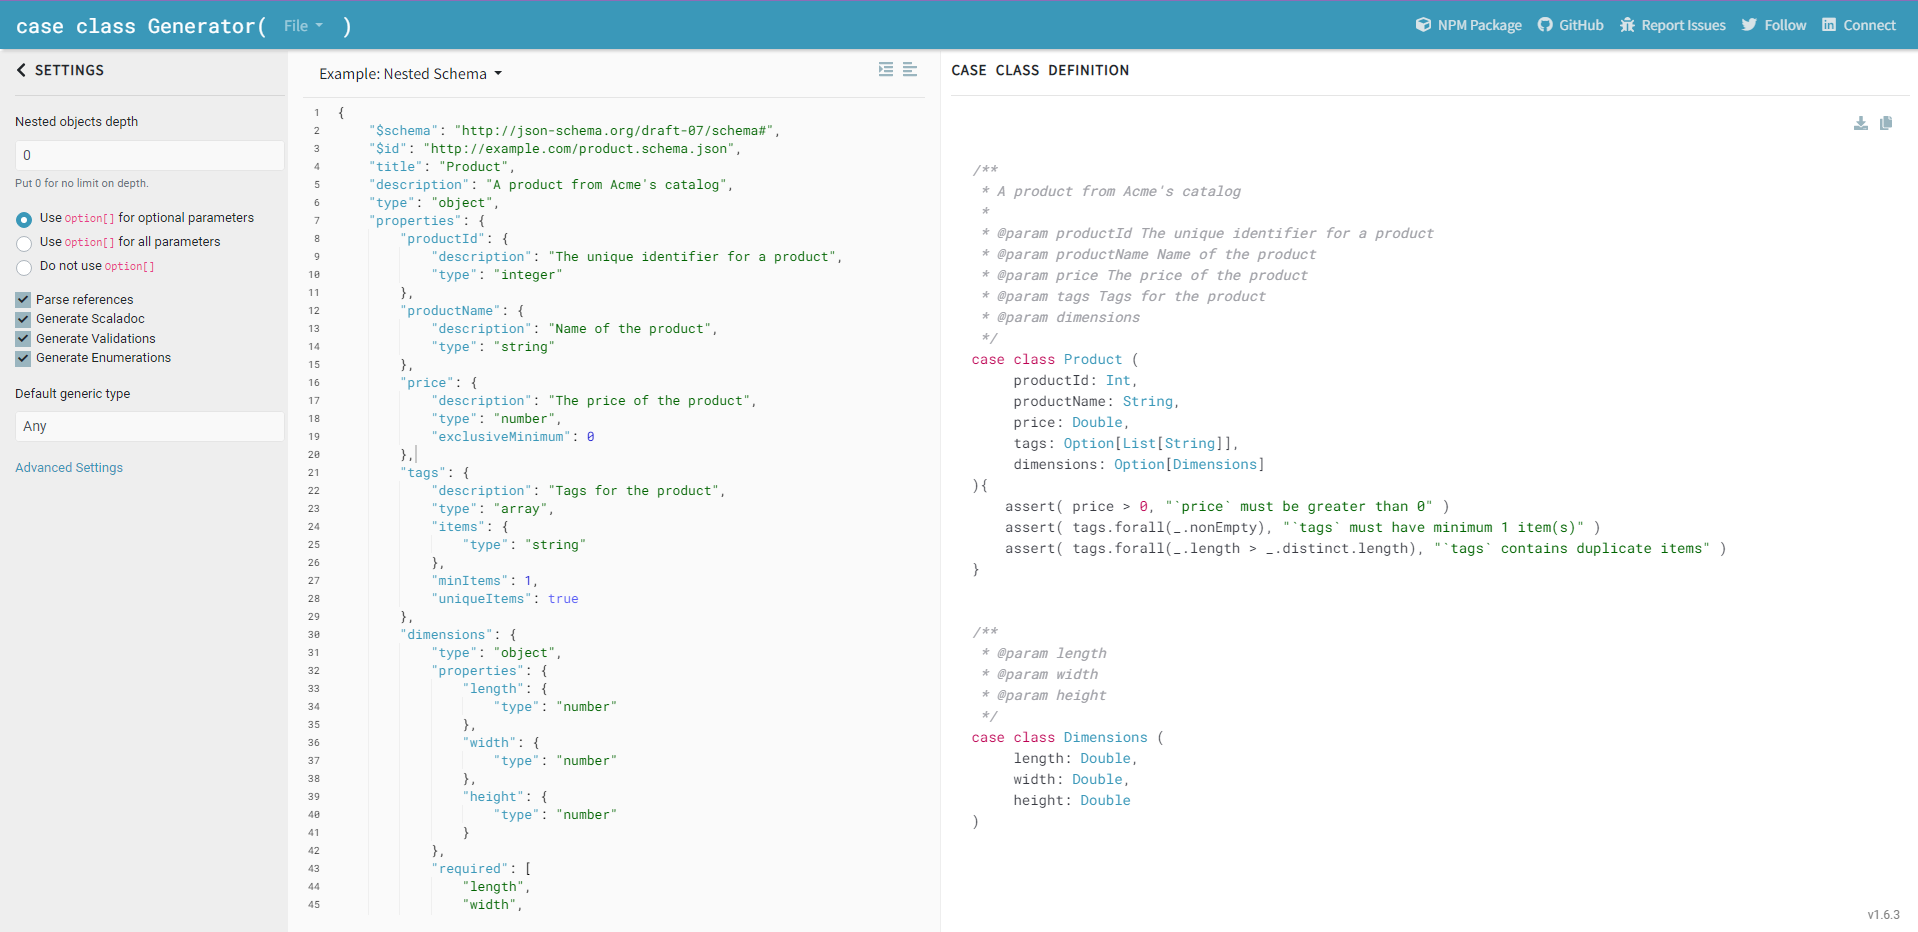 case class Generator( File )
NPM Package GitHub Report Issues Follow Connect
SETTINGS
Nested objects depth
0
Put 0 for no limit on depth.
Use Option[] for optional parameters
Use Option[] for all parameters
Do not use Option[]
Parse references
Generate Scaladoc
Generate Validations
Generate Enumerations
Default generic type
Any
Advanced Settings
Example: Nested Schema
1 {
2 "$schema": "http://json-schema.org/draft-07/schema#",
3 "$id": "http://example.com/product.schema.json",
4 "title": "Product",
5 "description": "A product from Acme's catalog",
6 "type": "object",
7 "properties": {
8 "productId": {
9 "description": "The unique identifier for a product",
10 "type": "integer"
11 },
12 "productName": {
13 "description": "Name of the product",
14 "type": "string"
15 },
16 "price": {
17 "description": "The price of the product",
18 "type": "number",
19 "exclusiveMinimum": 0
20 },
21 "tags": {
22 "description": "Tags for the product",
23 "type": "array",
24 "items": {
25 "type": "string"
26 },
27 "minItems": 1,
28 "uniqueItems": true
29 },
30 "dimensions": {
31 "type": "object",
32 "properties": {
33 "length": {
34 "type": "number"
35 },
36 "width": {
37 "type": "number"
38 },
39 "height": {
40 "type": "number"
41 }
42 },
43 "required": [
44 "length",
45 "width",
CASE CLASS DEFINITION
/**
* A product from Acme's catalog
*
* @param productId The unique identifier for a product
* @param productName Name of the product
* @param price The price of the product
* @param tags Tags for the product
* @param dimensions
*/
case class Product (
productId: Int,
productName: String,
price: Double,
tags: Option[List[String]],
dimensions: Option[Dimensions]
){
assert( price > 0, "`price` must be greater than 0" )
assert( tags.forall(_.nonEmpty), "`tags` must have minimum 1 item(s)" )
assert( tags.forall(_.length > _.distinct.length), "`tags` contains duplicate items" )
}
/**
* @param length
* @param width
* @param height
*/
case class Dimensions (
length: Double,
width: Double,
height: Double
)
v1.6.3